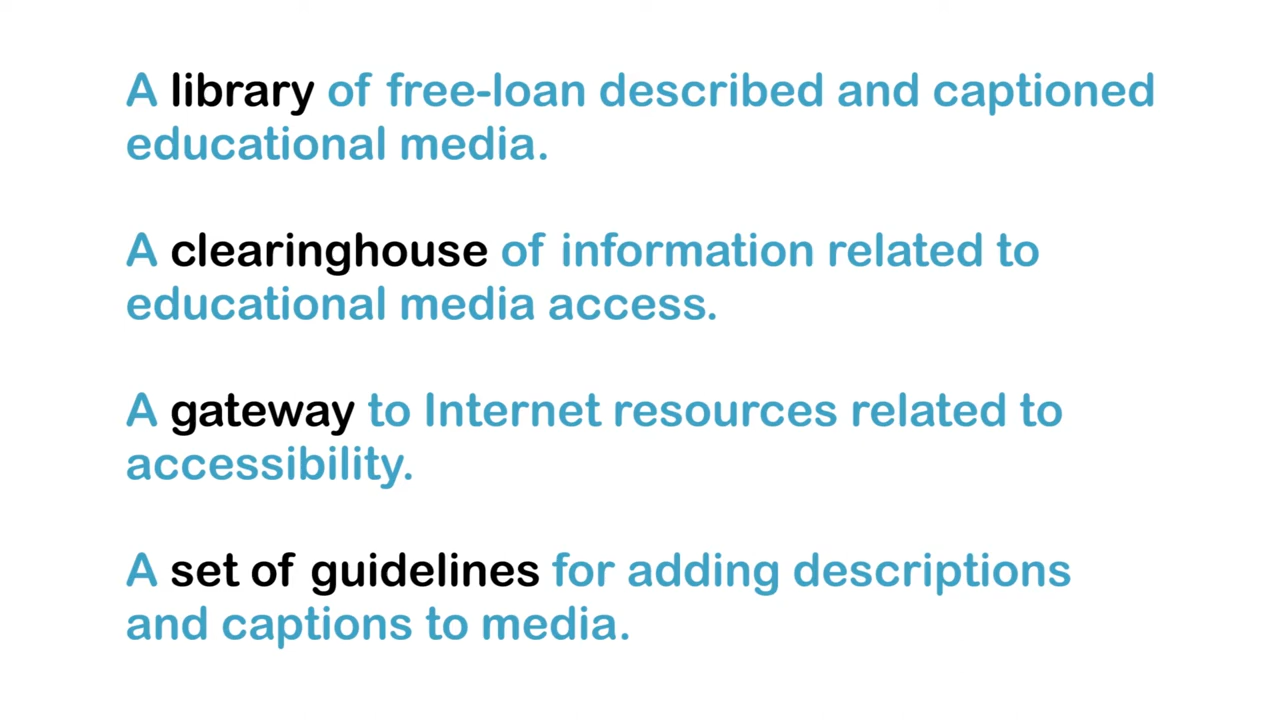 A library of free-loan described and captioned
educational media.
A clearinghouse of information related to
educational media access.
A gateway to Internet resources related to
accessibility.
A set of guidelines for adding descriptions
and captions to media.